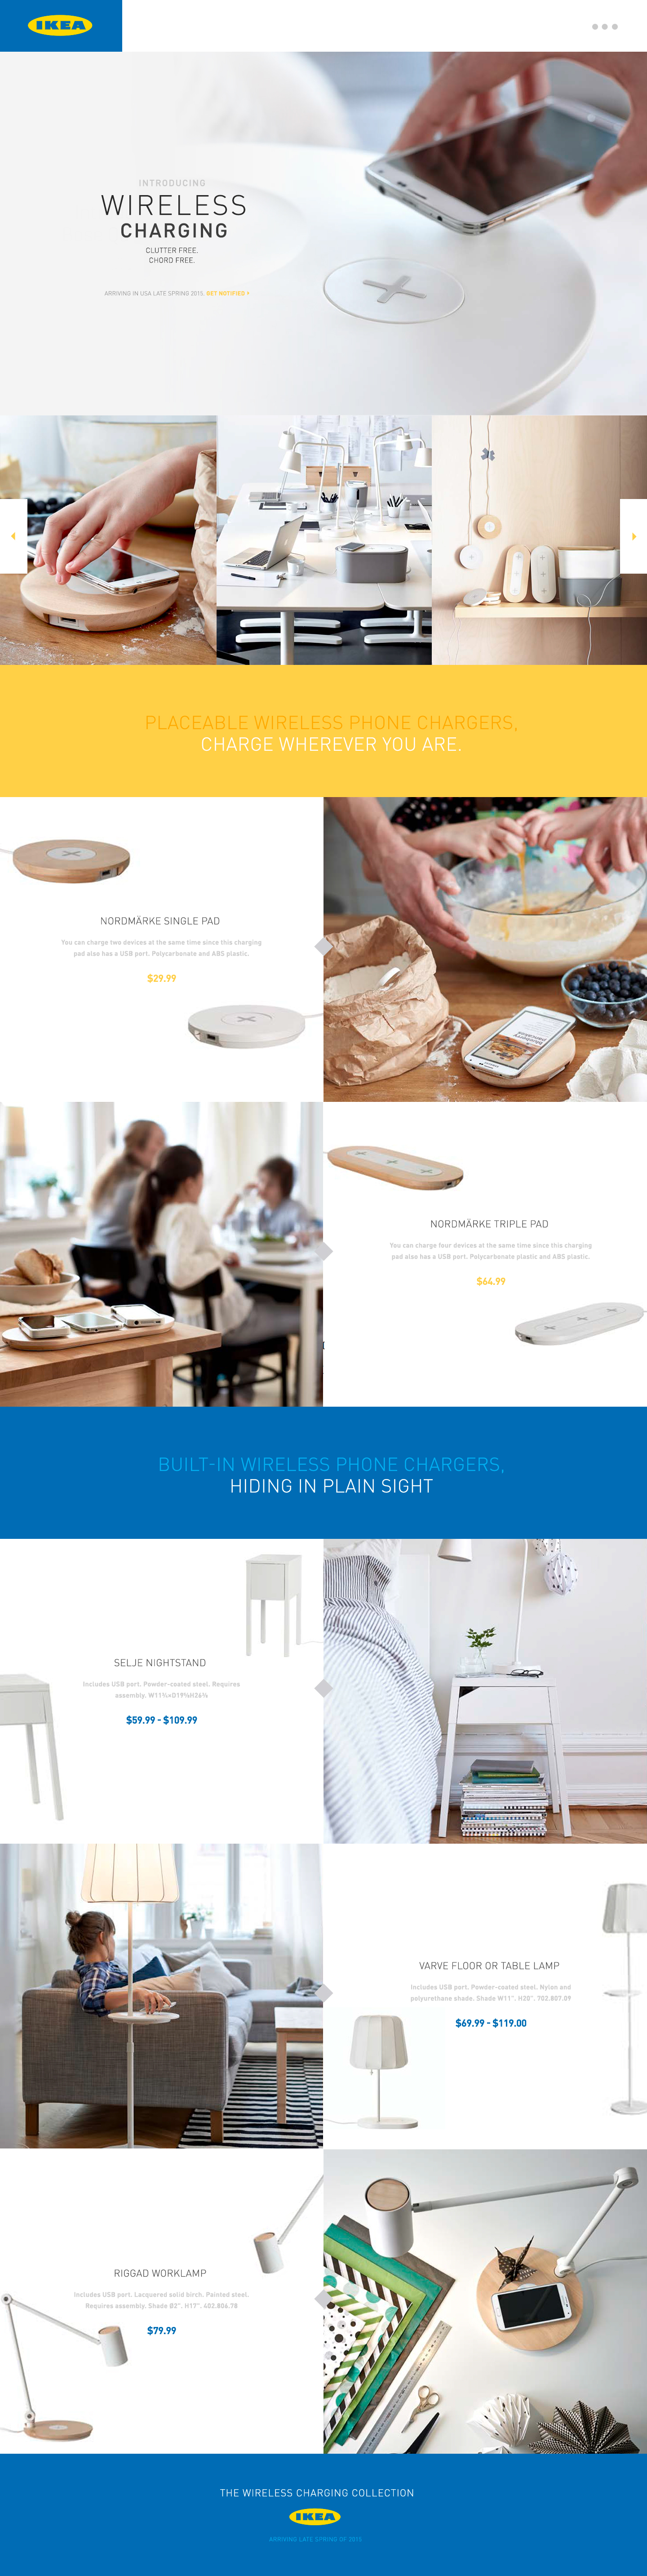 IKEA
INTRODUCING
WIRELESS
CHARGING
CLUTTER FREE.
CHORD FREE.
ARRIVING IN USA LATE SPRING 2015. GET NOTIFIED >
PLACEABLE WIRELESS PHONE CHARGERS,
CHARGE WHEREVER YOU ARE.
NORDMÄRKE SINGLE PAD
You can charge two devices at the same time since this charging
pad also has a USB port. Polycarbonate and ABS plastic.
$29.99
blueberry
pancakes
NORDMÄRKE TRIPLE PAD
You can charge four devices at the same time since this charging
pad also has a USB port. Polycarbonate plastic and ABS plastic.
$64.99
BUILT-IN WIRELESS PHONE CHARGERS,
HIDING IN PLAIN SIGHT
SELJE NIGHTSTAND
Includes USB port. Powder-coated steel. Requires
assembly.
$59.99 - $109.99
VARVE FLOOR OR TABLE LAMP
Includes USB port. Powder-coated steel. Nylon and
polyurethane shade. Shade W11". H20". 702.807.09
$69.99 - $119.00
RIGGAD WORKLAMP
Includes USB port. Lacquered solid birch. Painted steel.
Requires assembly. Shade Ø2". H17". 602.806.78
$79.99
THE WIRELESS CHARGING COLLECTION
IKEA
ARRIVING LATE SPRING OF 2015